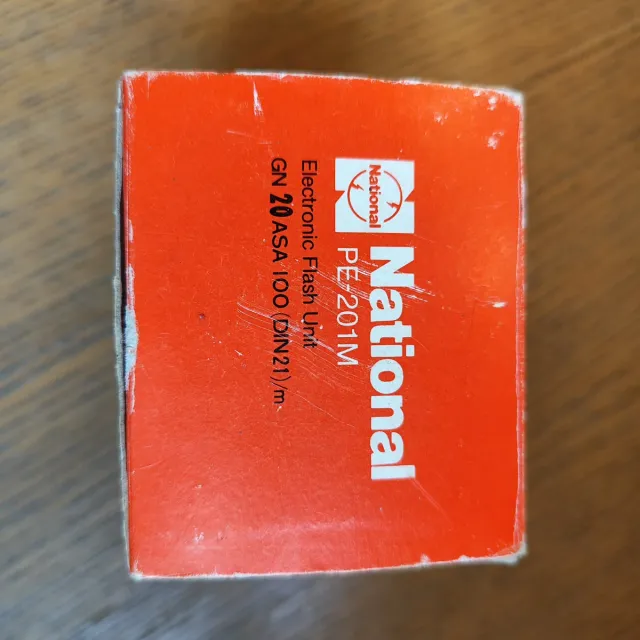 National
National
PE-201M
Electronic Flash Unit
GN 20 ASA 100 (DIN21)/m